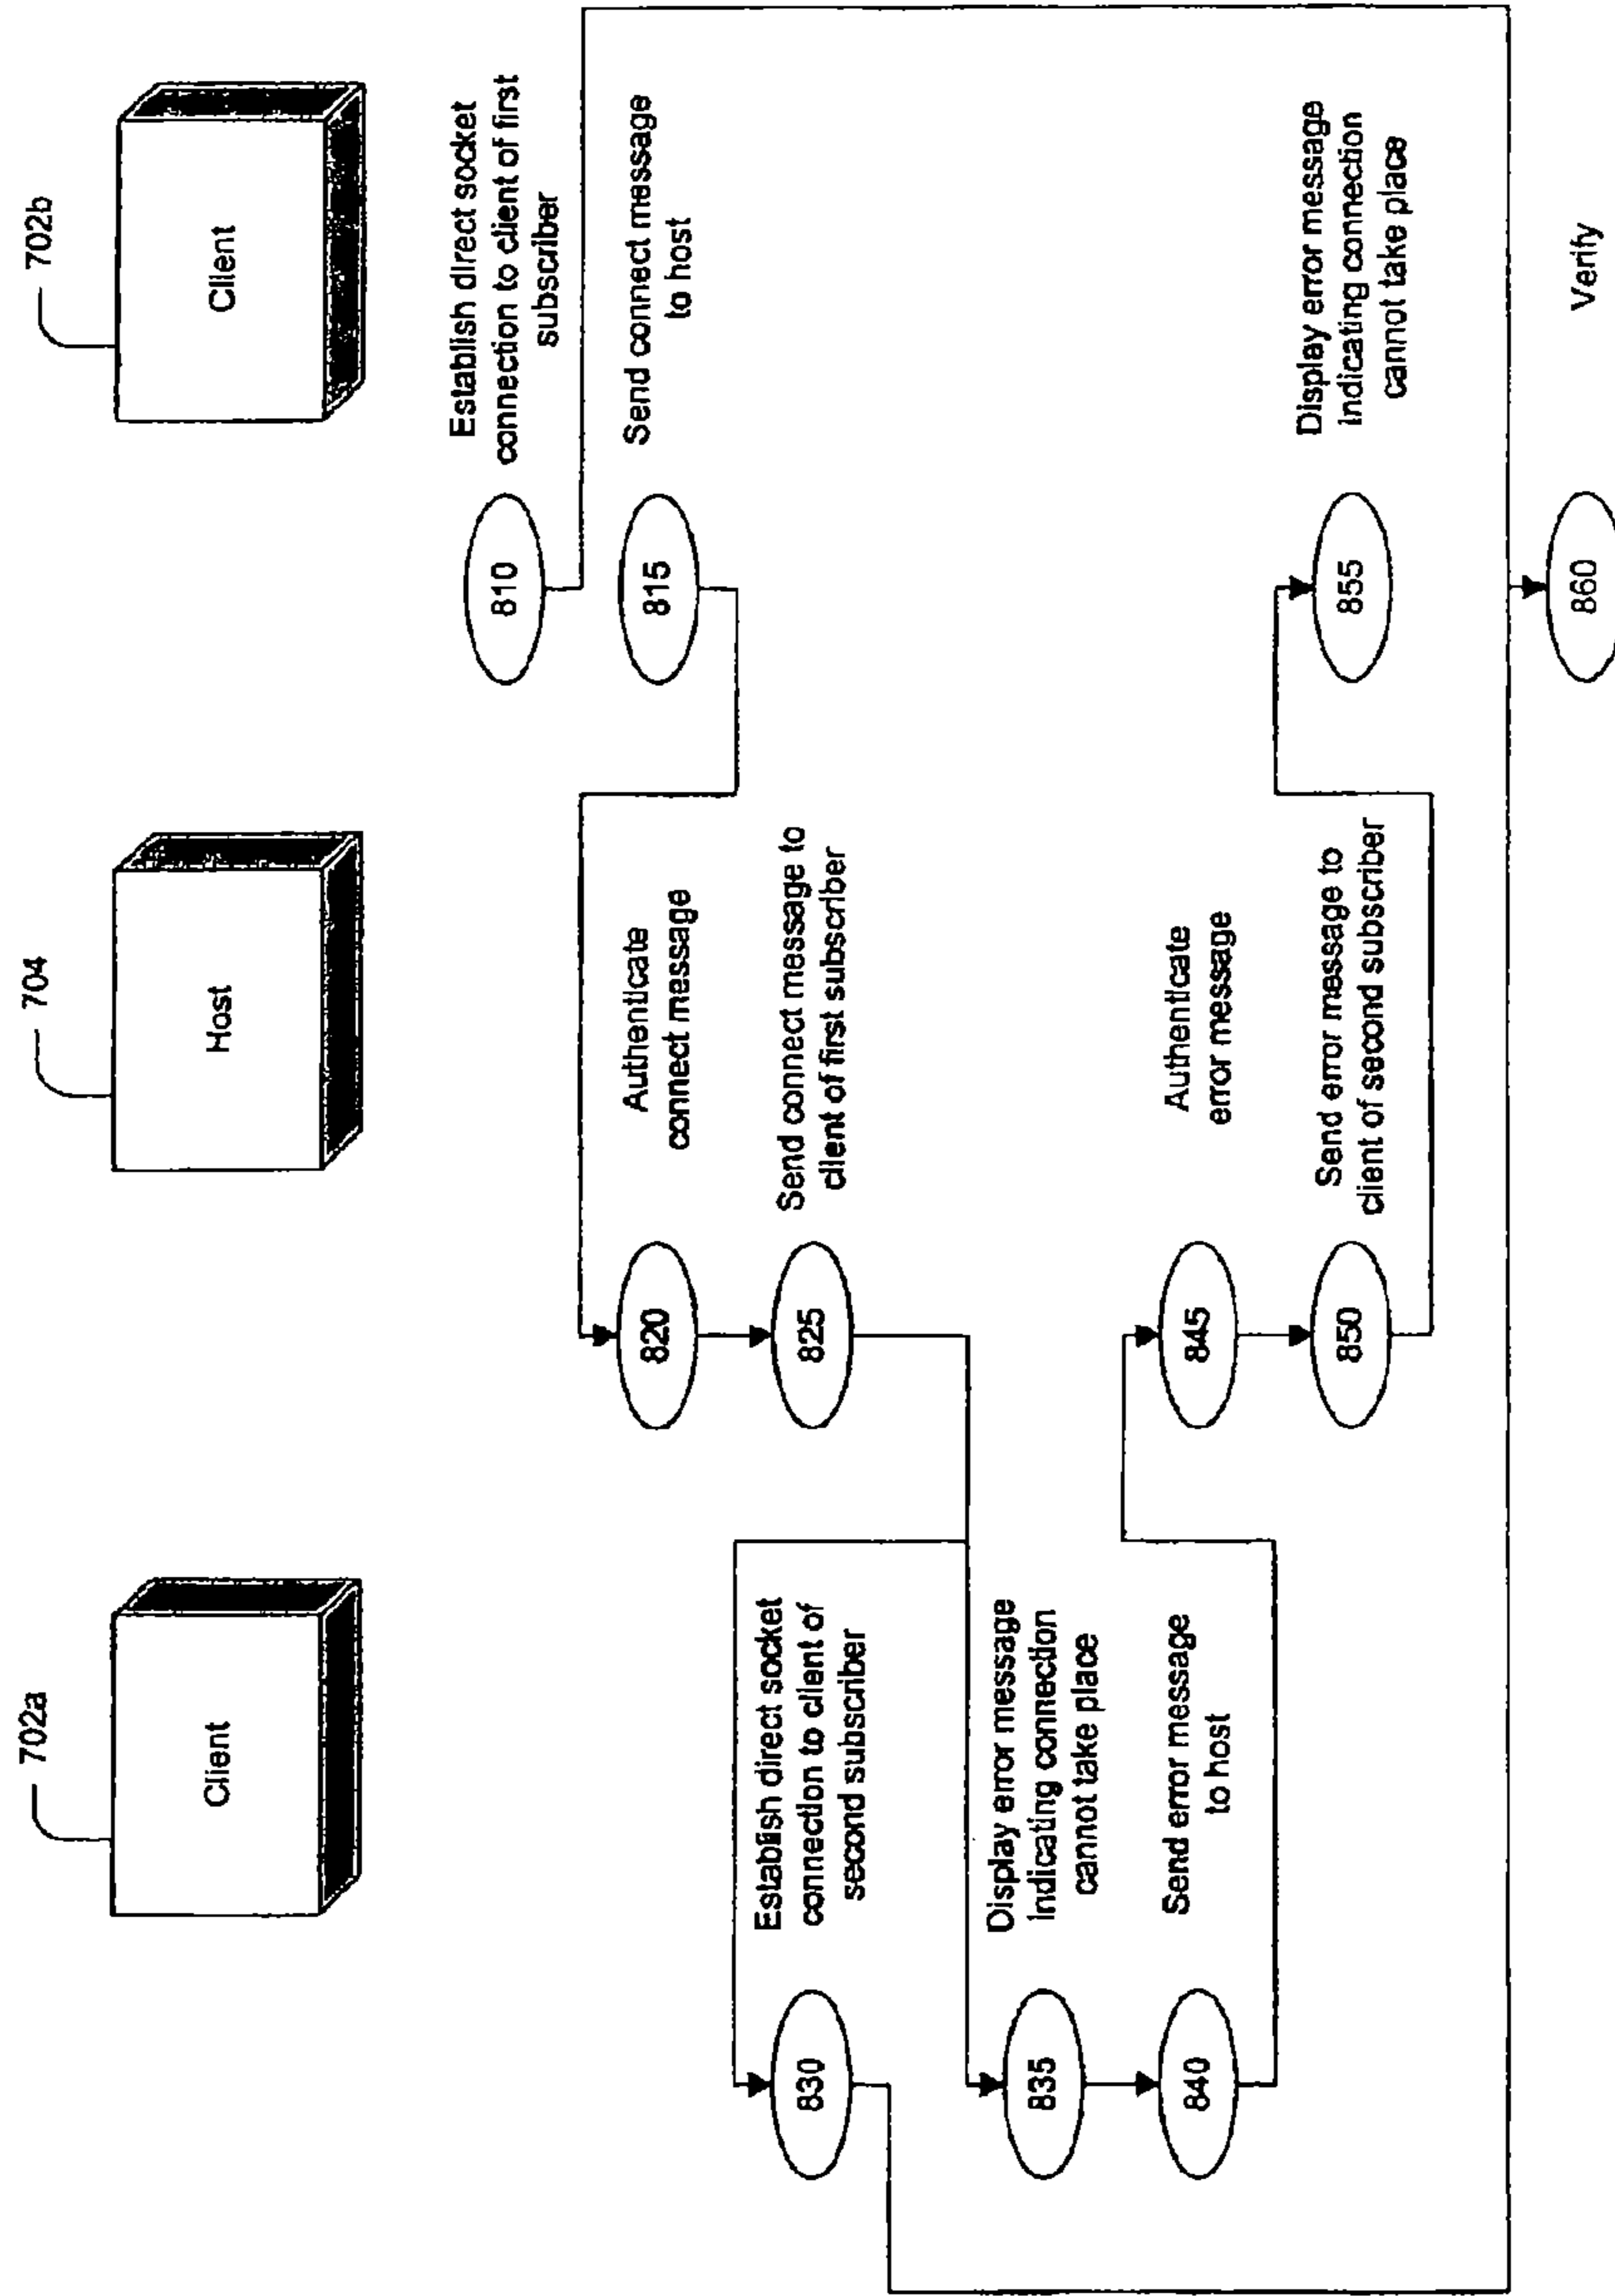 702a
Client
704
Host
702b
Client
810
Establish direct socket
connection to client of first
subscriber
815
Send connect message
to host
820
Authenticate
connect message
825
Send connect message to
client of first subscriber
830
Establish direct socket
connection to client of
second subscriber
835
Display error message
indicating connection
cannot take place
840
Send error message
to host
845
Authenticate
error message
850
Send error message to
client of second subscriber
855
Display error message
indicating connection
cannot take place
860
Verify